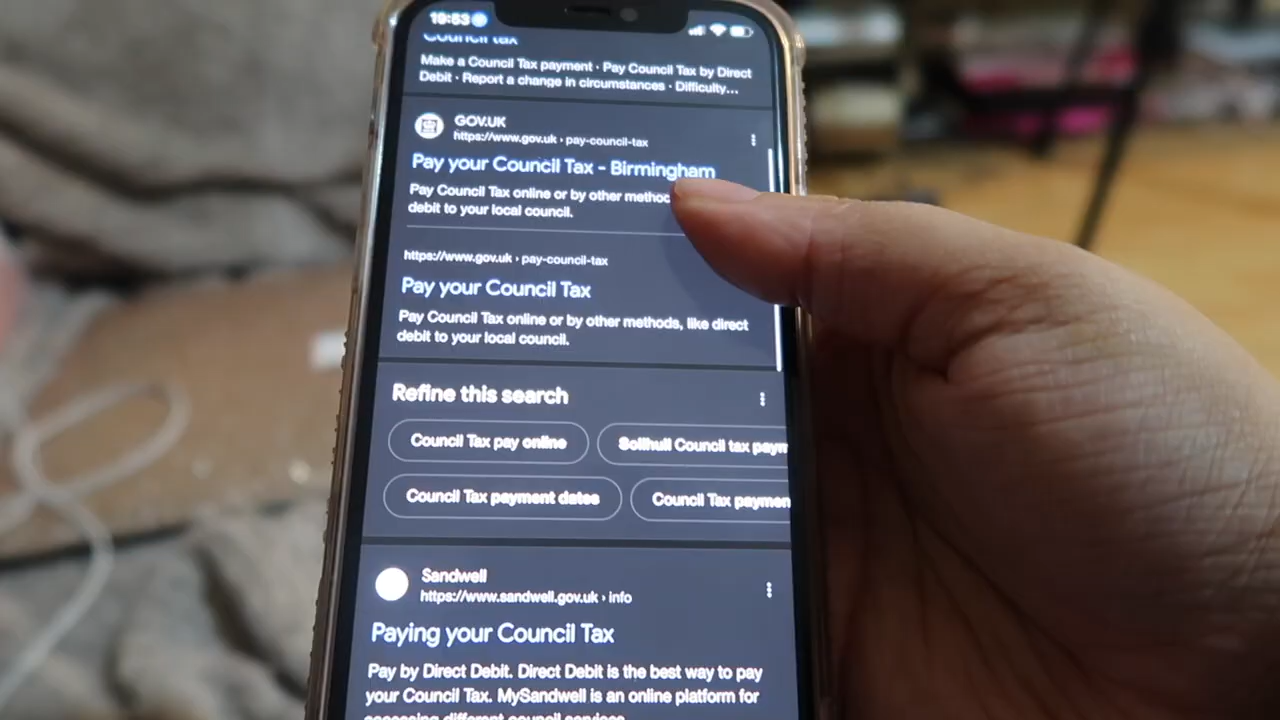 19:53
Council tax
Make a Council Tax payment · Pay Council Tax by Direct
Debit · Report a change in circumstances · Difficulty...
GOV.UK
https://www.gov.uk › pay-council-tax
Pay your Council Tax - Birmingham
Pay Council Tax online or by other
debit to your local council.
https://www.gov.uk › pay-council-tax
Pay your Council Tax
Pay Council Tax online or by other methods, like direct
debit to your local council.
Refine this search
Council Tax pay online
Solihull Council tax
Council Tax payment dates
Council Tax
Sandwell
https://www.sandwell.gov.uk › info
Paying your Council Tax
Pay by Direct Debit. Direct Debit is the best way to pay
your Council Tax. MySandwell is an online platform for
accessing different council services.